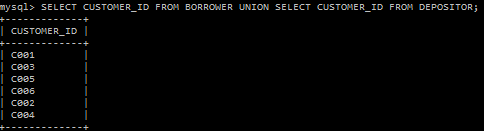 mysql> SELECT CUSTOMER_ID FROM BORROWER UNION SELECT CUSTOMER_ID FROM DEPOSITOR;
+-------------+
| CUSTOMER_ID |
+-------------+
| C001        |
| C003        |
| C005        |
| C006        |
| C002        |
| C004        |
+-------------+